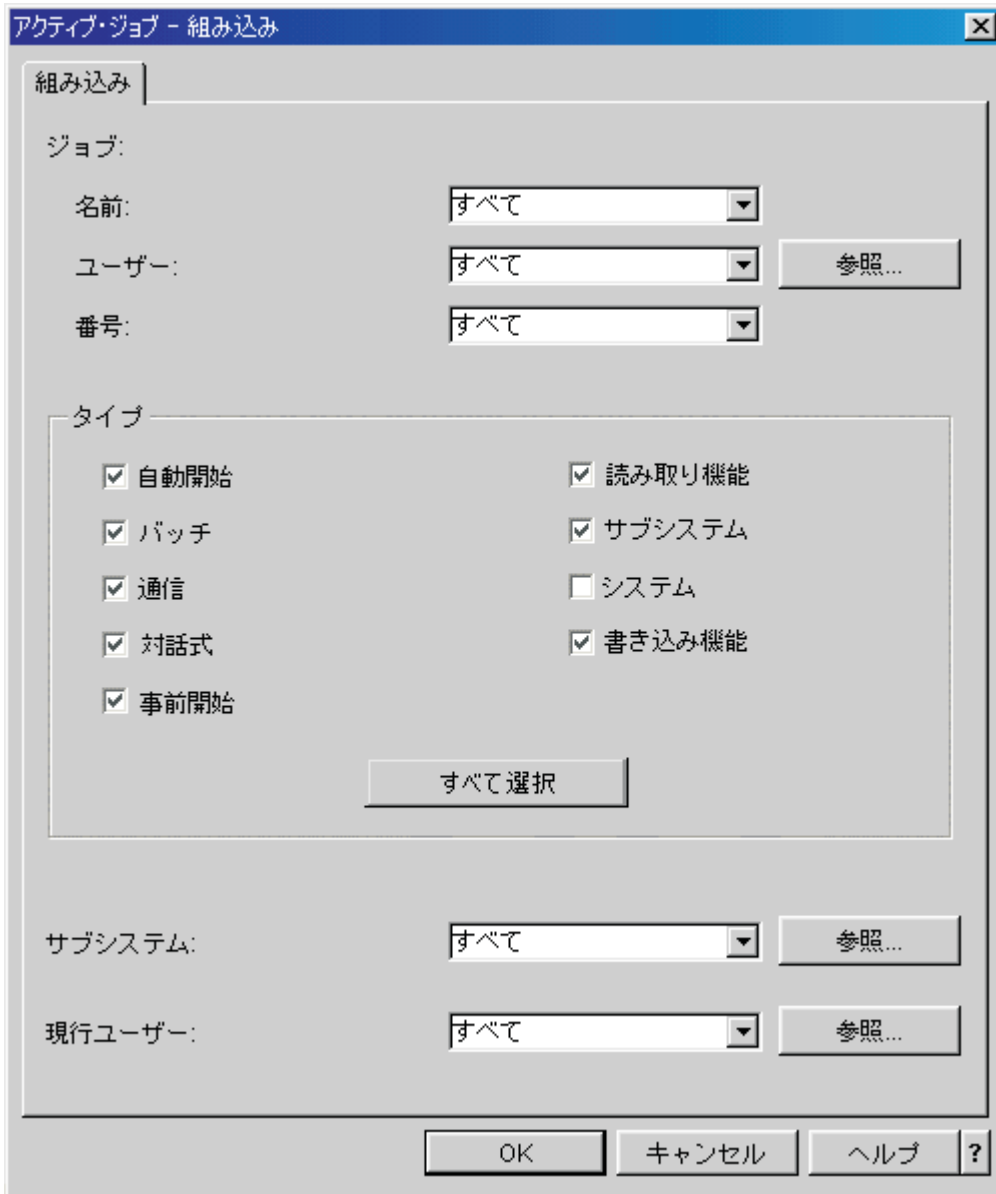 アクティブ・ジョブ - 組み込み
組み込み
ジョブ:
名前: すべて
ユーザー: すべて 参照...
番号: すべて
タイプ
自動開始 読み取り機能
バッチ サブシステム
通信 システム
対話式 書き込み機能
事前開始
すべて選択
サブシステム: すべて 参照...
現行ユーザー: すべて 参照...
OK キャンセル ヘルプ ?